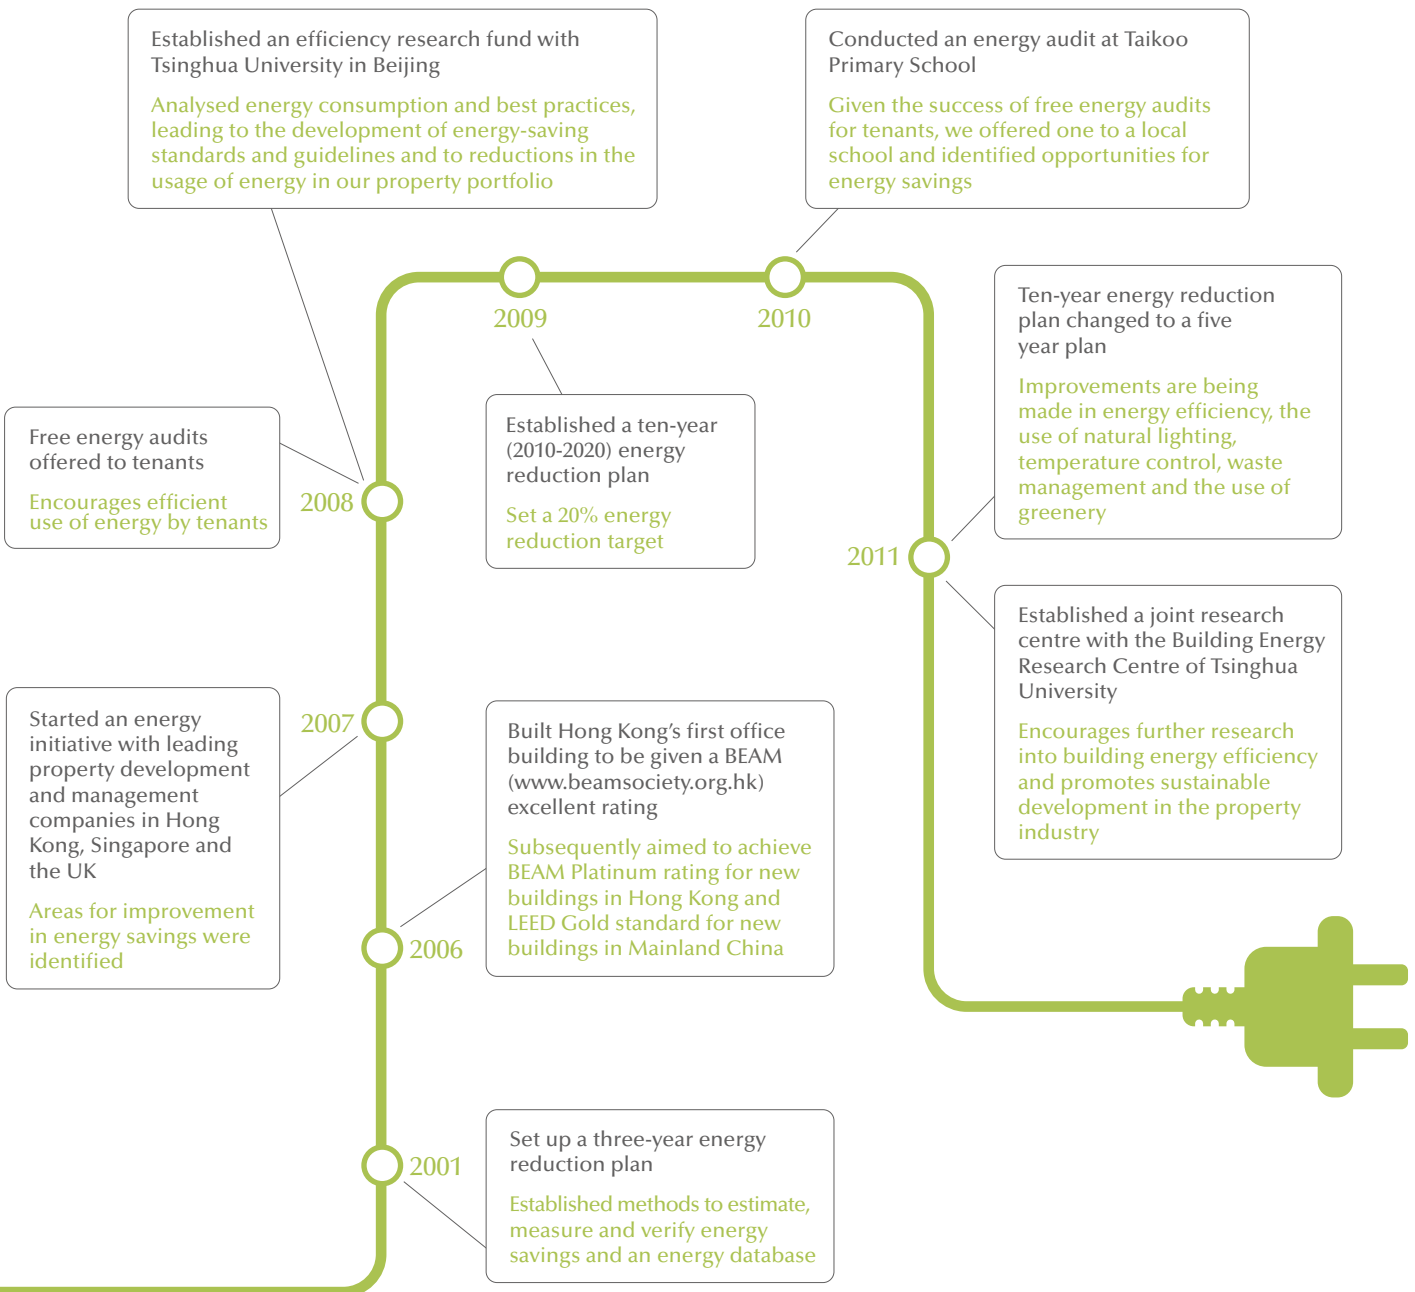 Established an efficiency research fund with
Tsinghua University in Beijing
Analysed energy consumption and best practices,
leading to the development of energy-saving
standards and guidelines and to reductions in the
usage of energy in our property portfolio
Conducted an energy audit at Taikoo
Primary School
Given the success of free energy audits
for tenants, we offered one to a local
school and identified opportunities for
energy savings
2009
2010
Ten-year energy reduction
plan changed to a five
year plan
Improvements are being
made in energy efficiency, the
use of natural lighting,
temperature control, waste
management and the use of
greenery
Free energy audits
offered to tenants
Encourages efficient
use of energy by tenants
2008
Established a ten-year
(2010-2020) energy
reduction plan
Set a 20% energy
reduction target
2011
Established a joint research
centre with the Building Energy
Research Centre of Tsinghua
University
Encourages further research
into building energy efficiency
and promotes sustainable
development in the property
industry
Started an energy
initiative with leading
property development
and management
companies in Hong
Kong, Singapore and
the UK
Areas for improvement
in energy savings were
identified
2007
Built Hong Kong’s first office
building to be given a BEAM
(www.beamsociety.org.hk)
excellent rating
Subsequently aimed to achieve
BEAM Platinum rating for new
buildings in Hong Kong and
LEED Gold standard for new
buildings in Mainland China
2006
2001
Set up a three-year energy
reduction plan
Established methods to estimate,
measure and verify energy
savings and an energy database